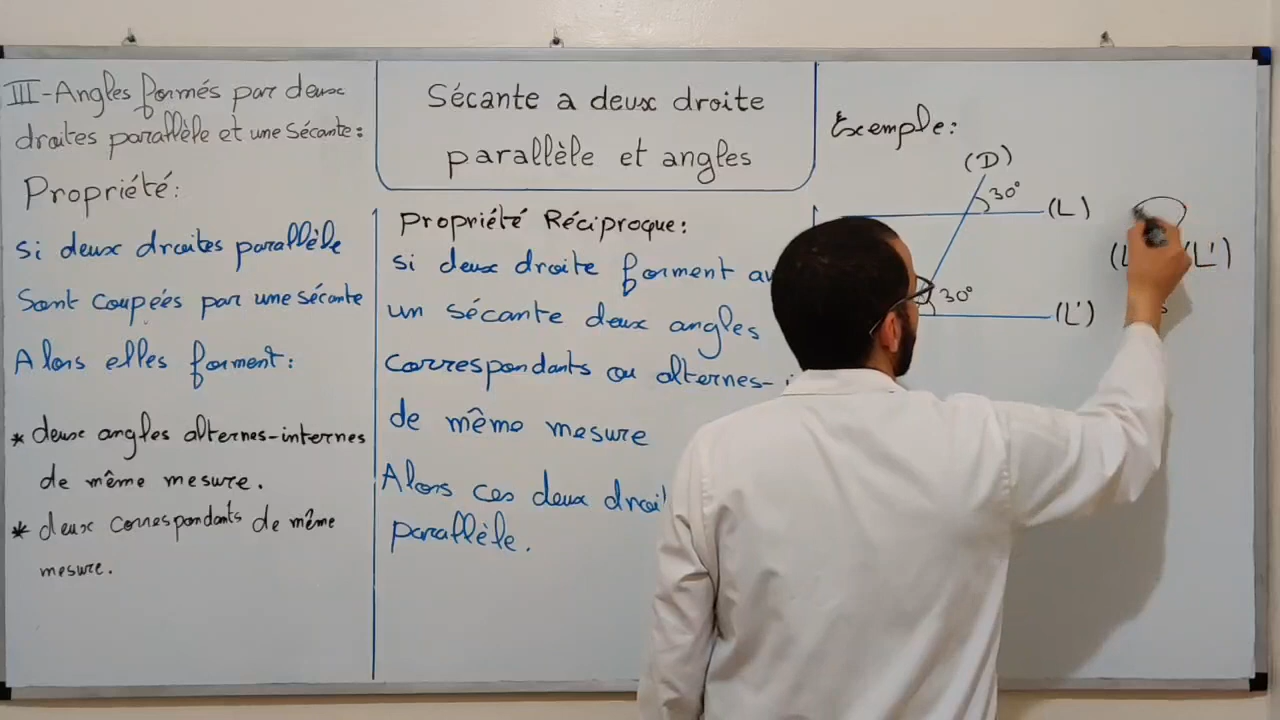 III-Angles formés par deux
droites parallèle et une sécante:
Propriété:
si deux droites parallèle
sont coupées par une sécante
Alors elles forment:
* deux angles alternes-internes
de même mesure.
* deux correspondants de même
mesure.
Sécante a deux droite
parallèle et angles
Propriété Réciproque:
si deux droite forment
un sécante deux angles
correspondants ou alternes-
de même mesure
Alors ces deux
parallèle.
Exemple:
(D)
30°
(L)
30°
(L')
(L')